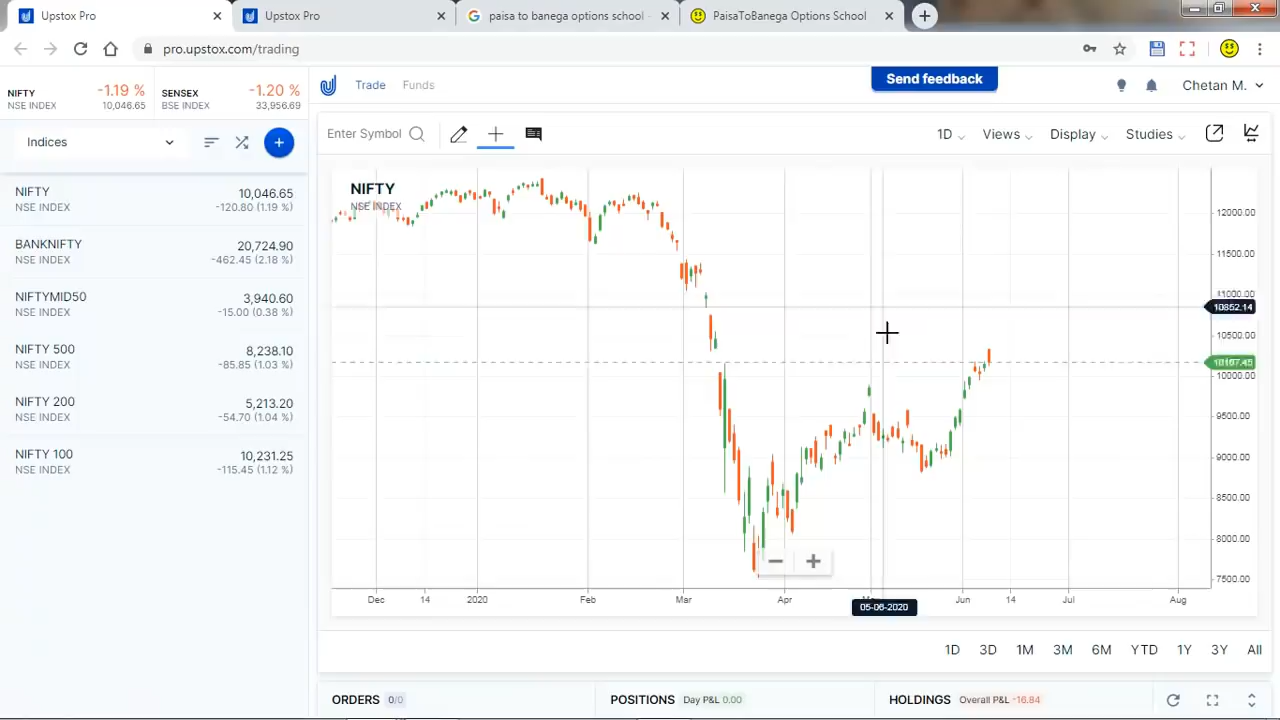 Upstox Pro
Upstox Pro
paisa to banega options school -
PaisaToBanega Options School
pro.upstox.com/trading
NIFTY -1.19 %
NSE INDEX 10,046.65
SENSEX -1.20 %
BSE INDEX 33,956.69
Trade
Funds
Send feedback
Chetan M.
Indices
Enter Symbol
1D
Views
Display
Studies
NIFTY 10,046.65
NSE INDEX -120.80 (1.19 %)
BANKNIFTY 20,724.90
NSE INDEX -462.45 (2.18 %)
NIFTYMID50 3,940.60
NSE INDEX -15.00 (0.38 %)
NIFTY 500 8,238.10
NSE INDEX -85.85 (1.03 %)
NIFTY 200 5,213.20
NSE INDEX -54.70 (1.04 %)
NIFTY 100 10,231.25
NSE INDEX -115.45 (1.12 %)
NIFTY
NSE INDEX
12000.00
11500.00
11000.00
10852.14
10500.00
10167.45
10000.00
9500.00
9000.00
8500.00
8000.00
7500.00
Dec 14 2020 Feb Mar Apr Jun 14 Jul Aug
05-06-2020
1D 3D 1M 3M 6M YTD 1Y 3Y All
ORDERS 0/0
POSITIONS Day P&L 0.00
HOLDINGS Overall P&L -16.84